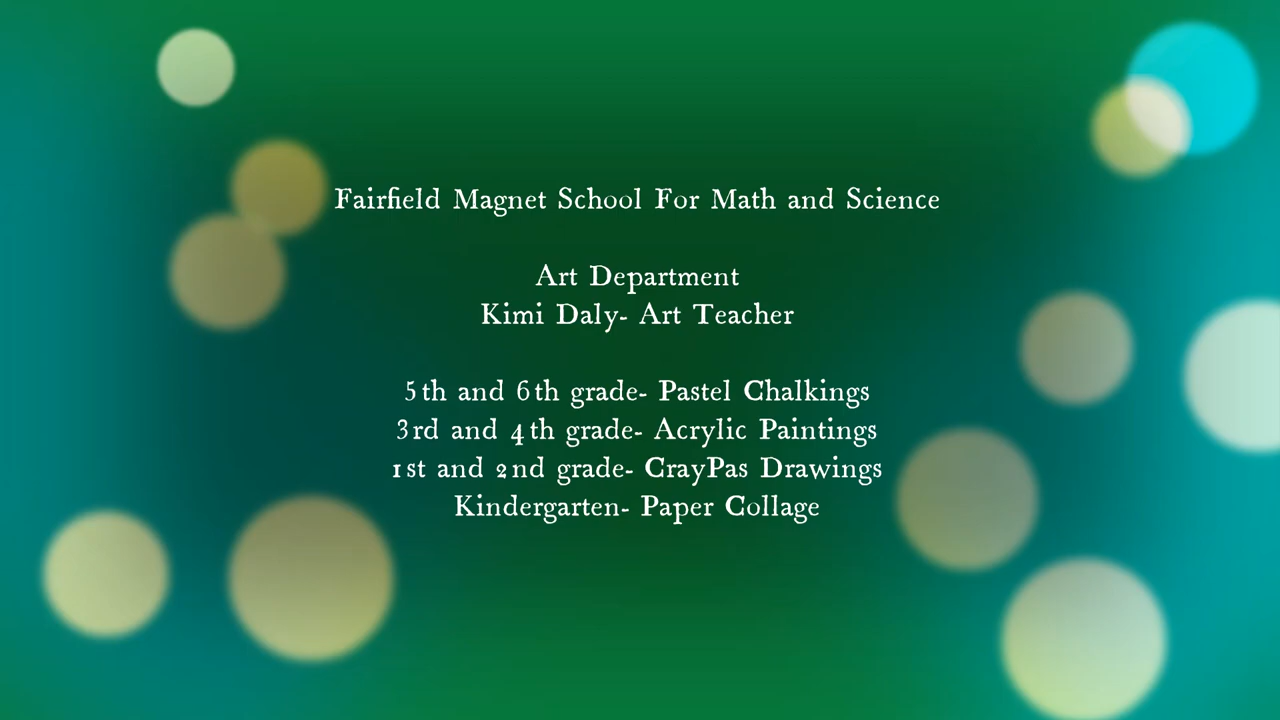 Fairfield Magnet School For Math and Science
Art Department
Kimi Daly- Art Teacher
5th and 6th grade- Pastel Chalkings
3rd and 4th grade- Acrylic Paintings
1st and 2nd grade- CrayPas Drawings
Kindergarten- Paper Collage